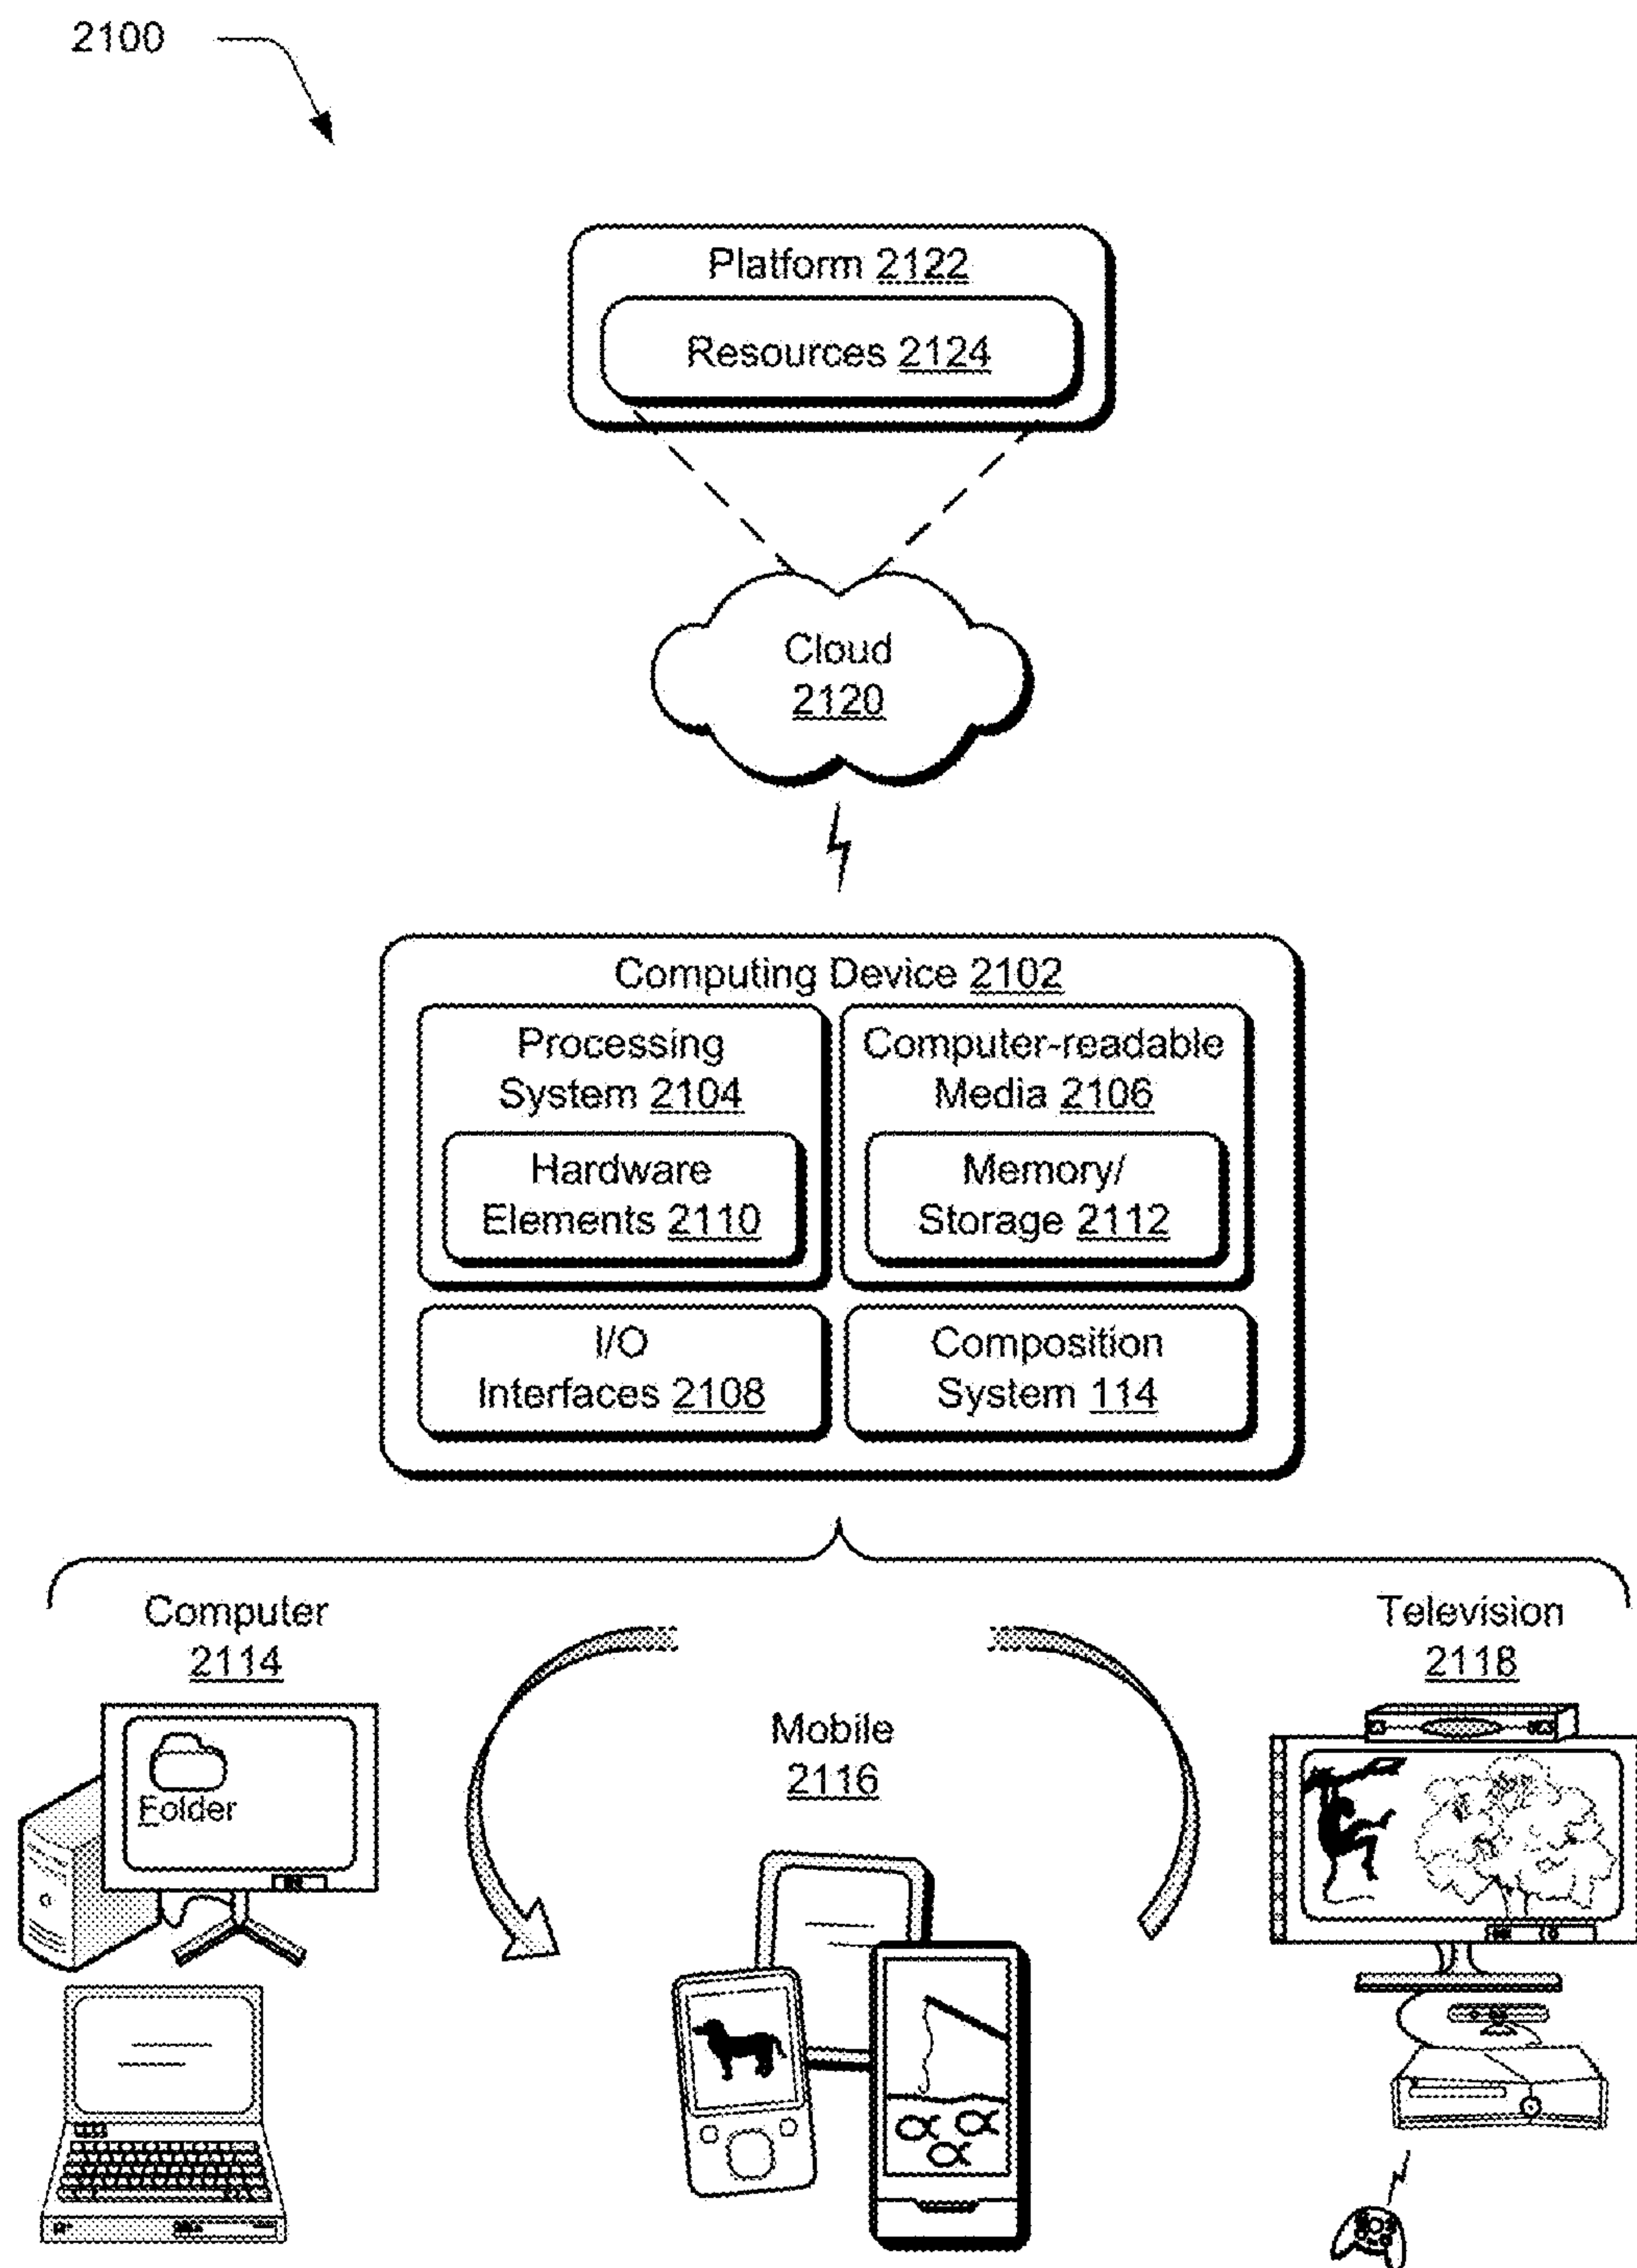 2100
Platform 2122
Resources 2124
Cloud
2120
Computing Device 2102
Processing
System 2104
Hardware
Elements 2110
Computer-readable
Media 2106
Memory/
Storage 2112
I/O
Interfaces 2108
Composition
System 114
Computer
2114
Folder
Mobile
2116
Television
2118